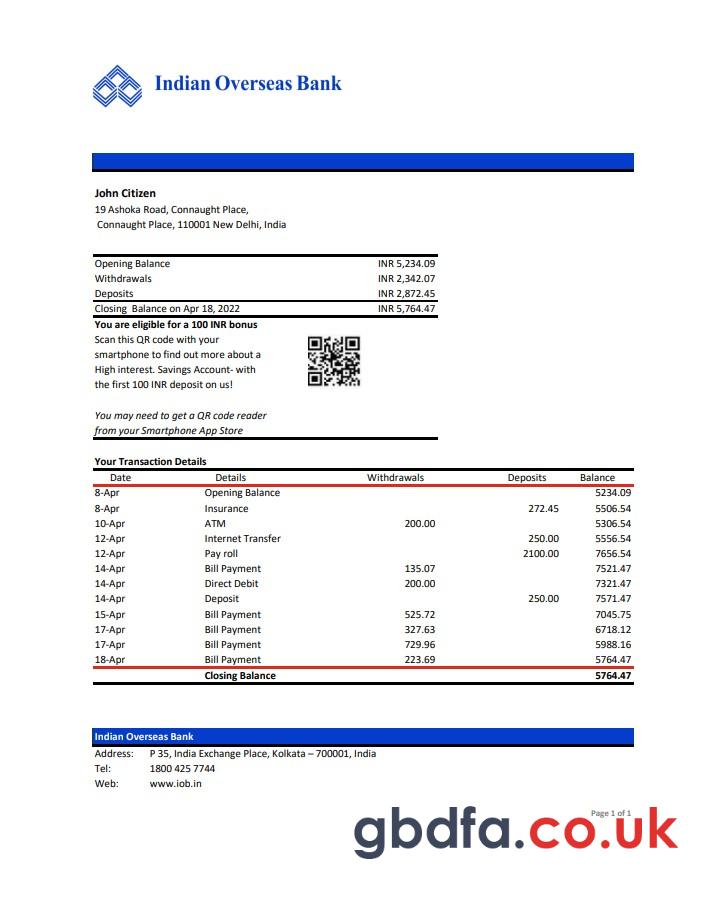 Indian Overseas Bank
John Citizen
19 Ashoka Road, Connaught Place,
Connaught Place, 110001 New Delhi, India
Opening Balance INR 5,234.09
Withdrawals INR 2,342.07
Deposits INR 2,872.45
Closing Balance on Apr 18, 2022 INR 5,764.47
You are eligible for a 100 INR bonus
Scan this QR code with your
smartphone to find out more about a
High interest. Savings Account- with
the first 100 INR deposit on us!
You may need to get a QR code reader
from your Smartphone App Store
Your Transaction Details
Date Details Withdrawals Deposits Balance
8-Apr Opening Balance 5234.09
8-Apr Insurance 272.45 5506.54
10-Apr ATM 200.00 5306.54
12-Apr Internet Transfer 250.00 5556.54
12-Apr Pay roll 2100.00 7656.54
14-Apr Bill Payment 135.07 7521.47
14-Apr Direct Debit 200.00 7321.47
14-Apr Deposit 250.00 7571.47
15-Apr Bill Payment 525.72 7045.75
17-Apr Bill Payment 327.63 6718.12
17-Apr Bill Payment 729.96 5988.16
18-Apr Bill Payment 223.69 5764.47
Closing Balance 5764.47
Indian Overseas Bank
Address: P 35, India Exchange Place, Kolkata – 700001, India
Tel: 1800 425 7744
Web: www.iob.in
Page 1 of 1
gbdfa.co.uk